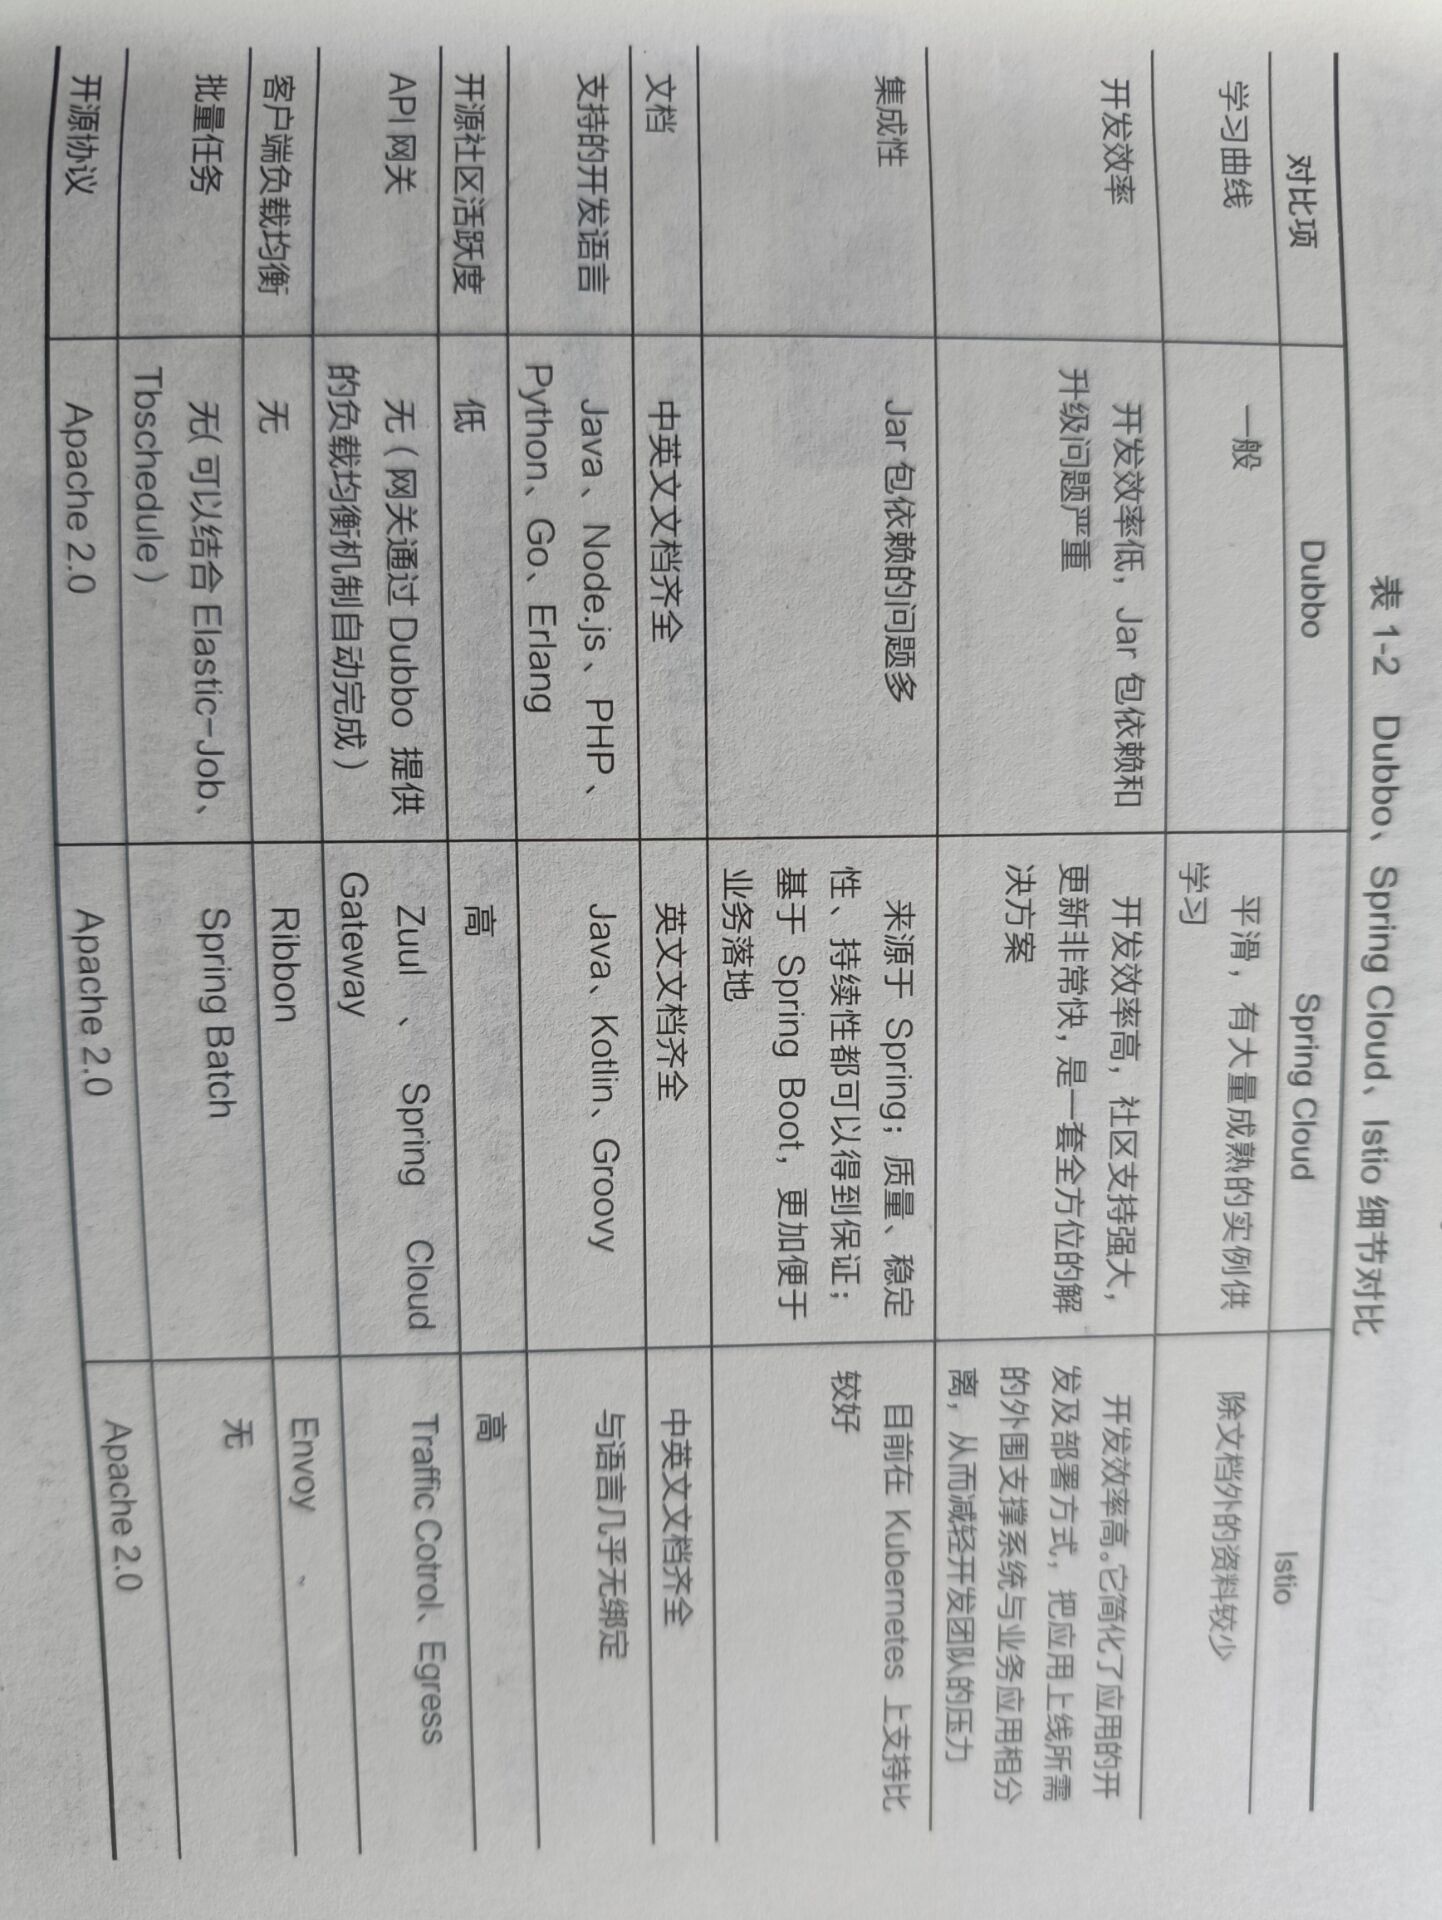 表 1-2 Dubbo、Spring Cloud、Istio 细节对比
对比项 Dubbo Spring Cloud Istio
学习曲线 一般 平滑，有大量成熟的实例供 除文档外的资料较少
学习
开发效率 开发效率低，Jar 包依赖和 开发效率高，社区支持强大， 开发效率高。它简化了应用的开
升级问题严重 更新非常快，是一套全方位的解 发及部署方式，把应用上线所需
决方案 的外围支撑系统与业务应用相分
离，从而减轻开发团队的压力
集成性 Jar 包依赖的问题多 来源于 Spring；质量、稳定 目前在 Kubernetes 上支持比
性、持续性都可以得到保证； 较好
基于 Spring Boot，更加便于
业务落地
文档 中英文文档齐全 英文文档齐全 中英文文档齐全
支持的开发语言 Java、Node.js、PHP、 Java、Kotlin、Groovy 与语言几乎无绑定
Python、Go、Erlang
开源社区活跃度 低 高 高
API 网关 无（网关通过 Dubbo 提供 Zuul、Spring Cloud Traffic Cotrol、Egress
的负载均衡机制自动完成） Gateway
客户端负载均衡 无 Ribbon Envoy
批量任务 无（可以结合 Elastic-Job、 Spring Batch 无
Tbschedule）
开源协议 Apache 2.0 Apache 2.0 Apache 2.0